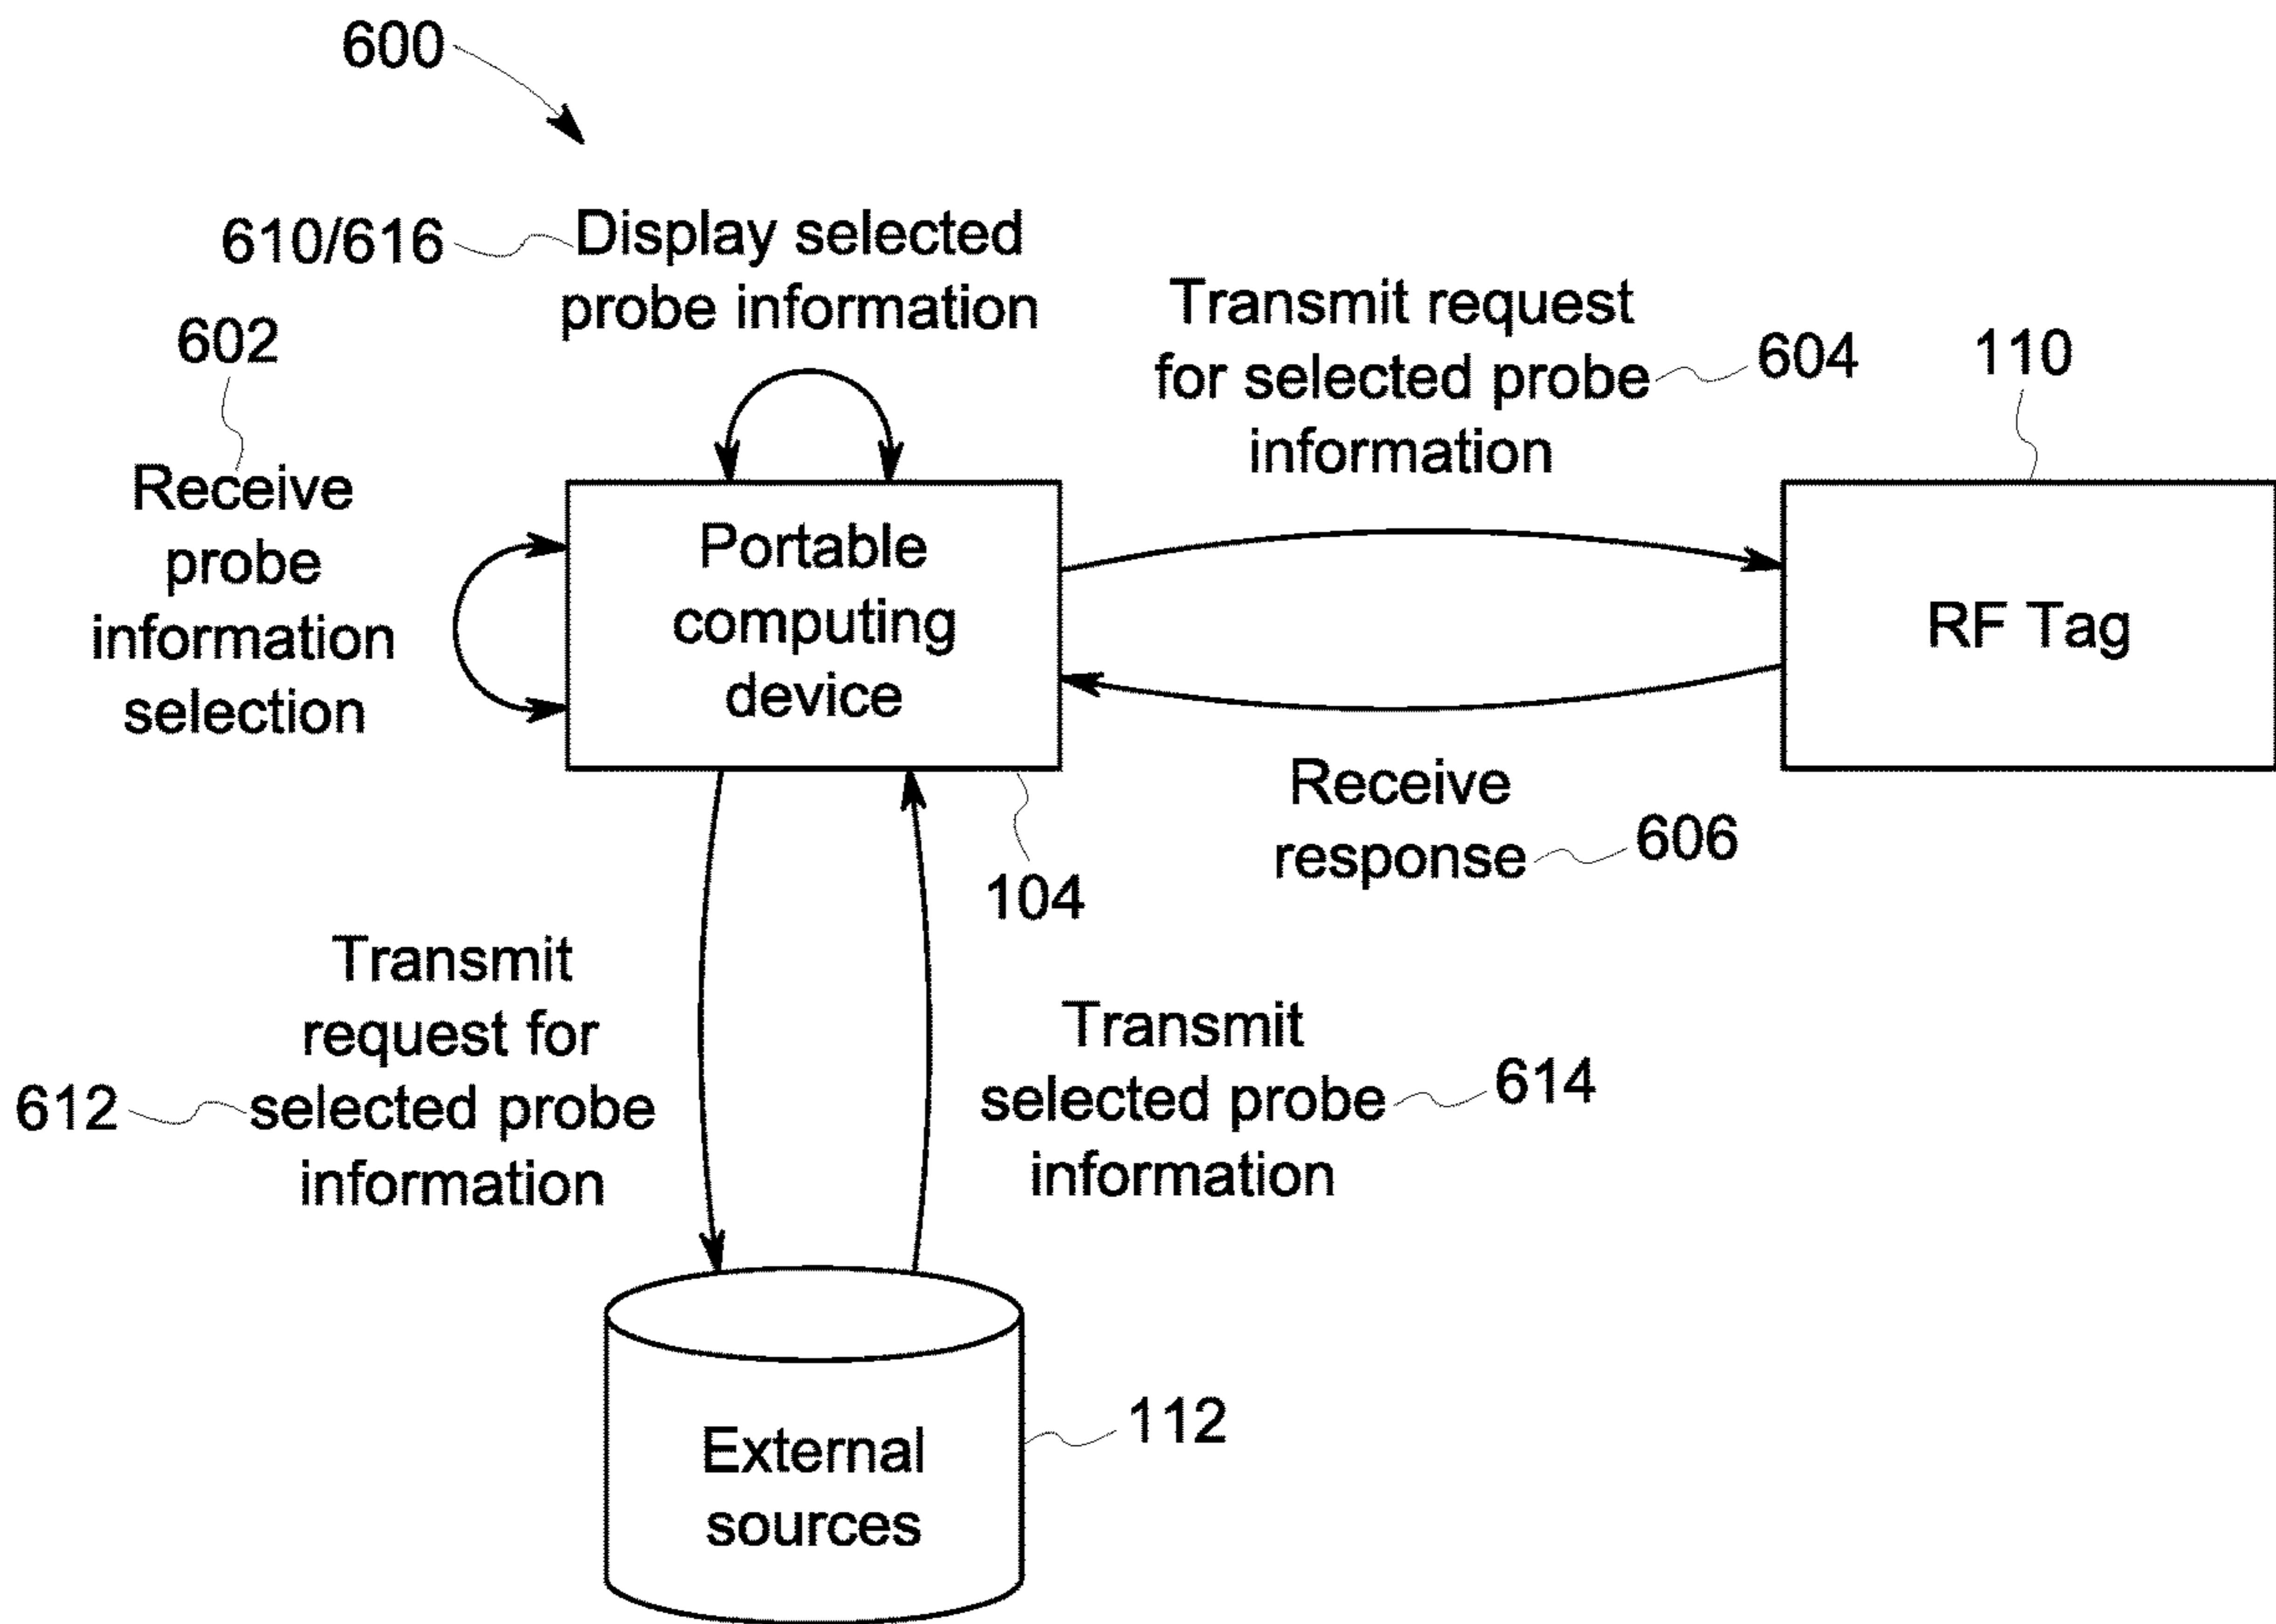 600
610/616
Display selected
probe information
602
Receive
probe
information
selection
Transmit request
for selected probe
information
604
110
Portable
computing
device
RF Tag
Receive
response
606
104
Transmit
request for
selected probe
information
612
Transmit
selected probe
information
614
External
sources
112